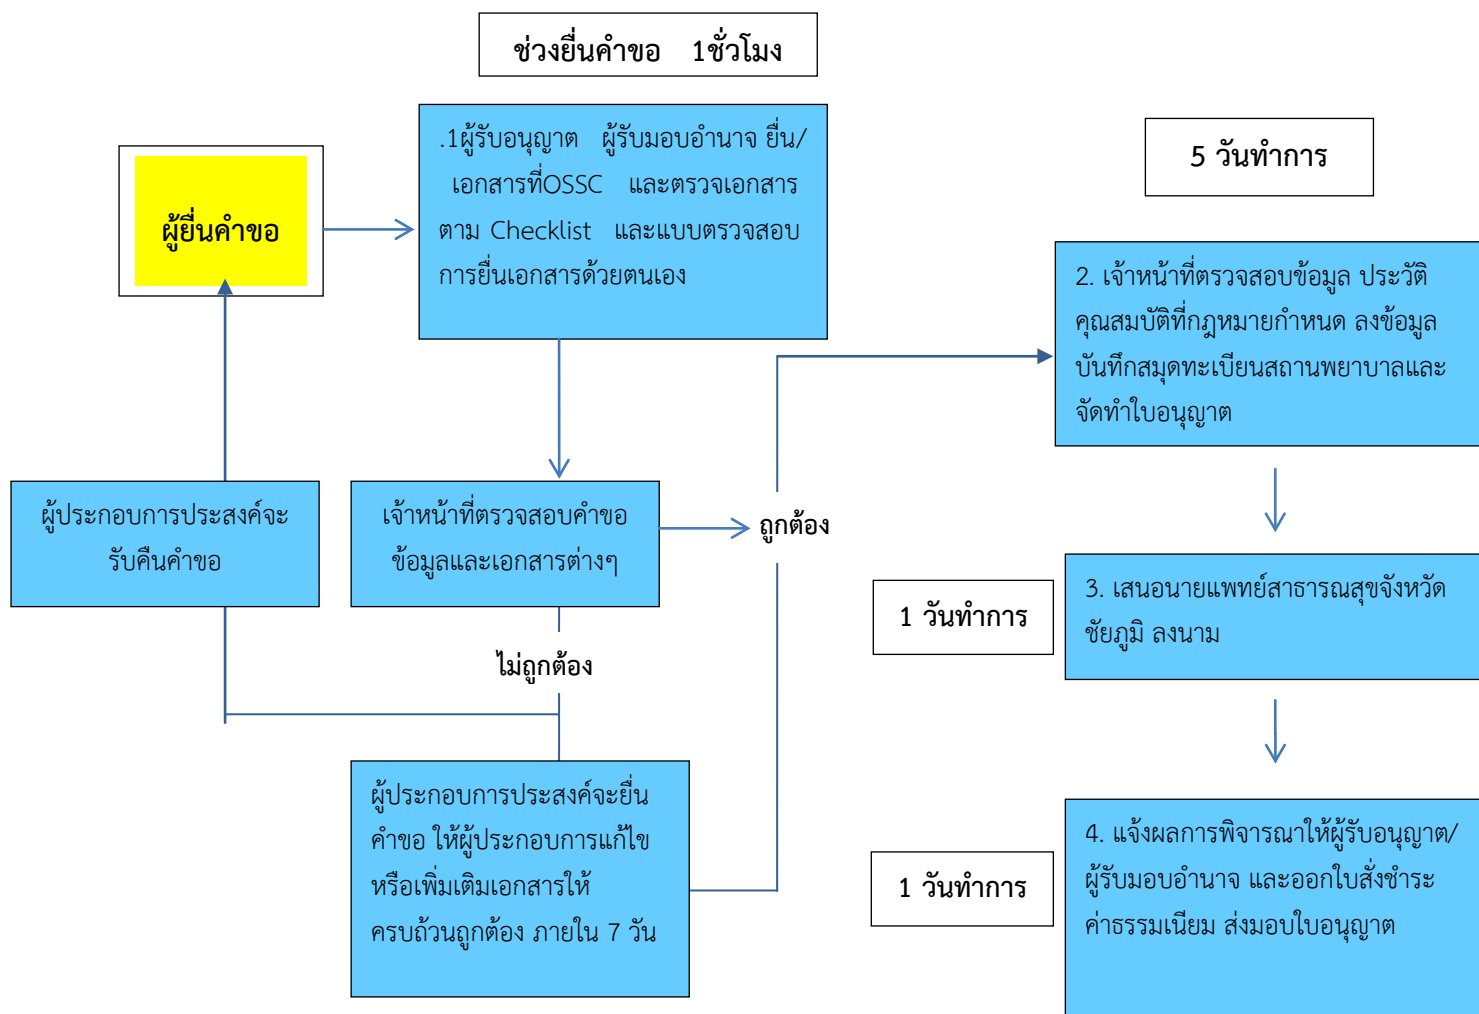 ช่วงยื่นคำขอ 1ชั่วโมง
ผู้ยื่นคำขอ
.1ผู้รับอนุญาต ผู้รับมอบอำนาจ ยื่น/
เอกสารที่OSSC และตรวจเอกสาร
ตาม Checklist และแบบตรวจสอบ
การยื่นเอกสารด้วยตนเอง
5 วันทำการ
2. เจ้าหน้าที่ตรวจสอบข้อมูล ประวัติ
คุณสมบัติที่กฎหมายกำหนด ลงข้อมูล
บันทึกสมุดทะเบียนสถานพยาบาลและ
จัดทำใบอนุญาต
ผู้ประกอบการประสงค์จะ
รับคืนคำขอ
เจ้าหน้าที่ตรวจสอบคำขอ
ข้อมูลและเอกสารต่างๆ
ถูกต้อง
ไม่ถูกต้อง
1 วันทำการ
3. เสนอนายแพทย์สาธารณสุขจังหวัด
ชัยภูมิ ลงนาม
ผู้ประกอบการประสงค์จะยื่น
คำขอ ให้ผู้ประกอบการแก้ไข
หรือเพิ่มเติมเอกสารให้
ครบถ้วนถูกต้อง ภายใน 7 วัน
1 วันทำการ
4. แจ้งผลการพิจารณาให้ผู้รับอนุญาต/
ผู้รับมอบอำนาจ และออกใบสั่งชำระ
ค่าธรรมเนียม ส่งมอบใบอนุญาต